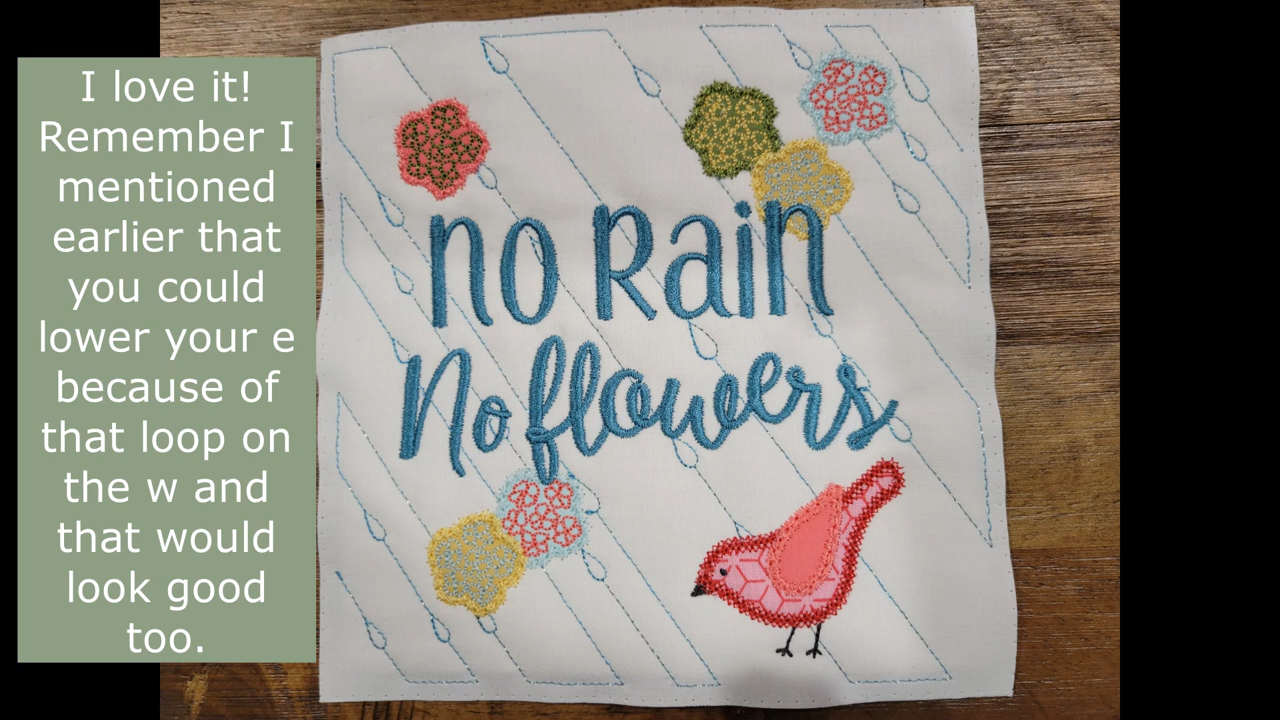 I love it!
Remember I
mentioned
earlier that
you could
lower your e
because of
that loop on
the w and
that would
look good
too.
no Rain
No flowers